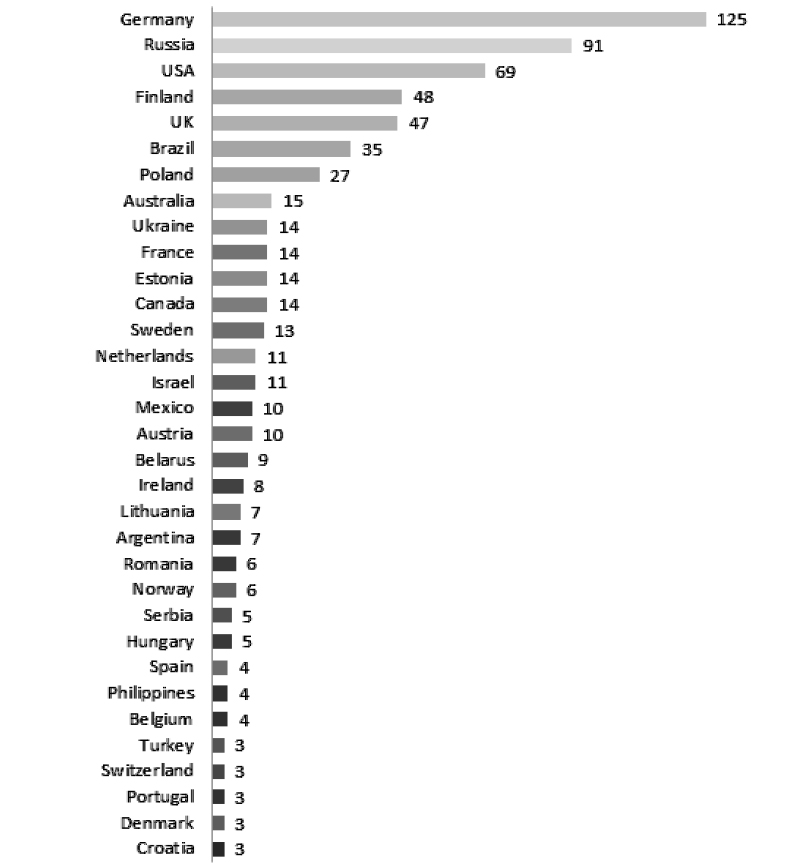 Germany 125
Russia 91
USA 69
Finland 48
UK 47
Brazil 35
Poland 27
Australia 15
Ukraine 14
France 14
Estonia 14
Canada 14
Sweden 13
Netherlands 11
Israel 11
Mexico 10
Austria 10
Belarus 9
Ireland 8
Lithuania 7
Argentina 7
Romania 6
Norway 6
Serbia 5
Hungary 5
Spain 4
Philippines 4
Belgium 4
Turkey 3
Switzerland 3
Portugal 3
Denmark 3
Croatia 3